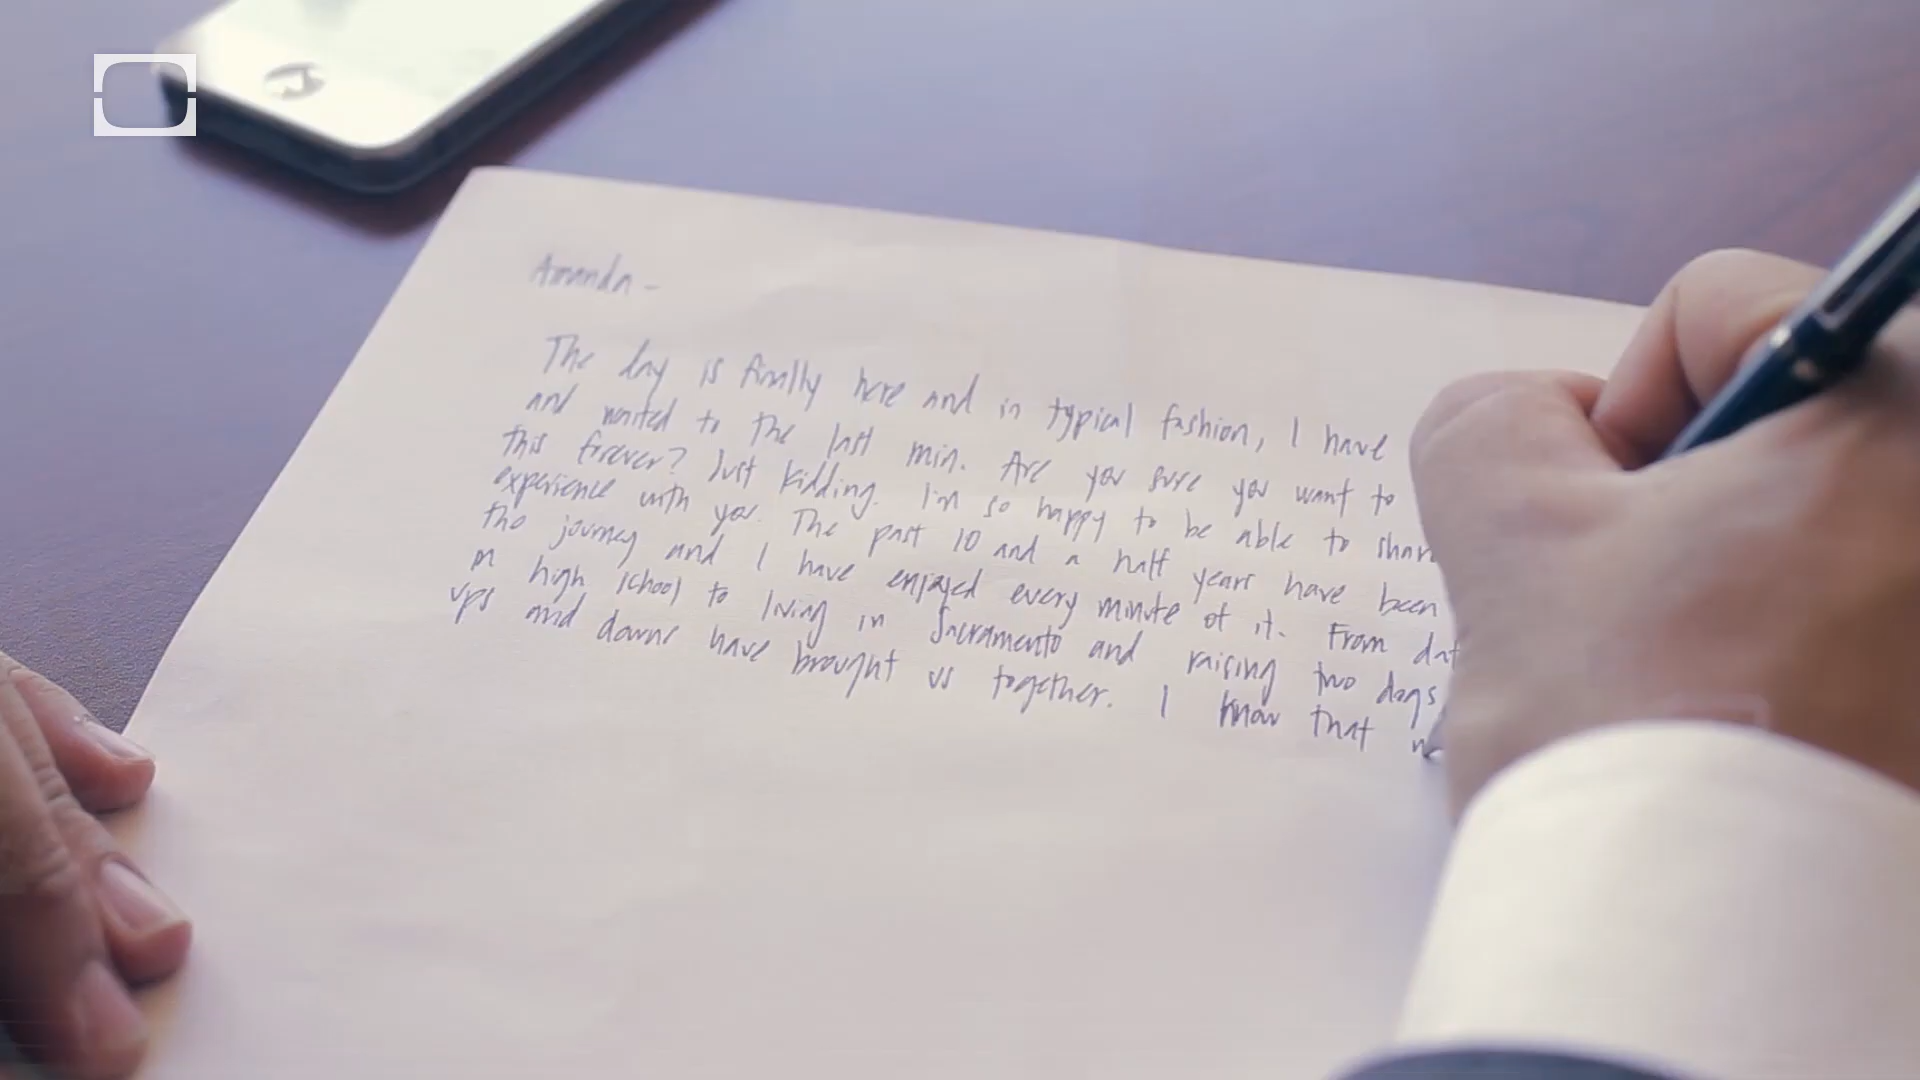 Amanda -
The day is finally here and in typical fashion, I have
and waited to the last min. Are you sure you want to
this forever? Just kidding. I'm so happy to be able to share
experience with you. The past 10 and a half years have been
the journey and I have enjoyed every minute of it. From
in high school to living in Sacramento and raising two dogs
ups and downs have brought us together. I know that